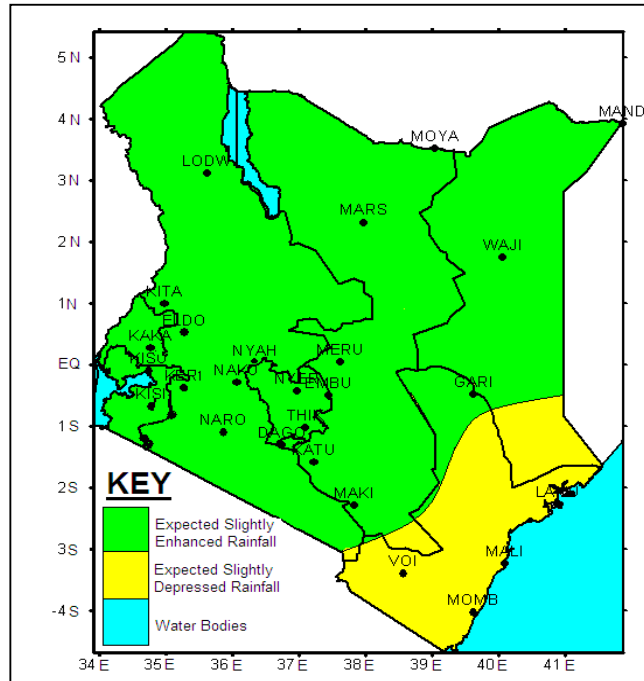 5 N
4 N
3 N
2 N
1 N
EQ
-1 S
2 S
3 S
-4 S
34 E
35 E
36 E
37 E
38 E
39 E
40 E
41 E
MAND
MOYA
LODW
MARS
WAJI
KITA
ELDO
KAKA
KISU
NYAH
MERU
KERI
NAKU
NYER
EMBU
GARI
KISI
NARO
THIK
DAGO
KATU
MAKI
LAMU
VOI
MALI
MOMB
KEY
Expected Slightly
Enhanced Rainfall
Expected Slightly
Depressed Rainfall
Water Bodies